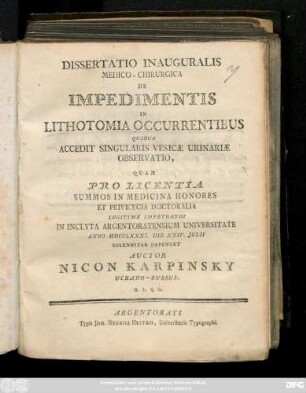 DISSERTATIO INAUGURALIS
MEDICO-CHIRURGICA
DE
IMPEDIMENTIS
IN
LITHOTOMIA OCCURRENTIBUS
QUIBUS
ACCEDIT SINGULARIS VESICÆ URINARIÆ
OBSERVATIO,
QUAM
PRO LICENTIA
SUMMOS IN MEDICINA HONORES
ET PRIVILEGIA DOCTORALIA
LEGITIME IMPETRANDI
IN INCLYTA ARGENTORATENSIUM UNIVERSITATE
ANNO MDCCLXXXI. DIE XXIV. JULII
SOLENNITER DEFENDET
AUCTOR
NICON KARPINSKY
UCRANO-RUSSUS.
H. L. Q. C.
ARGENTORATI
Typis JOH. HENRICI HEITZII, Universitatis Typographi.